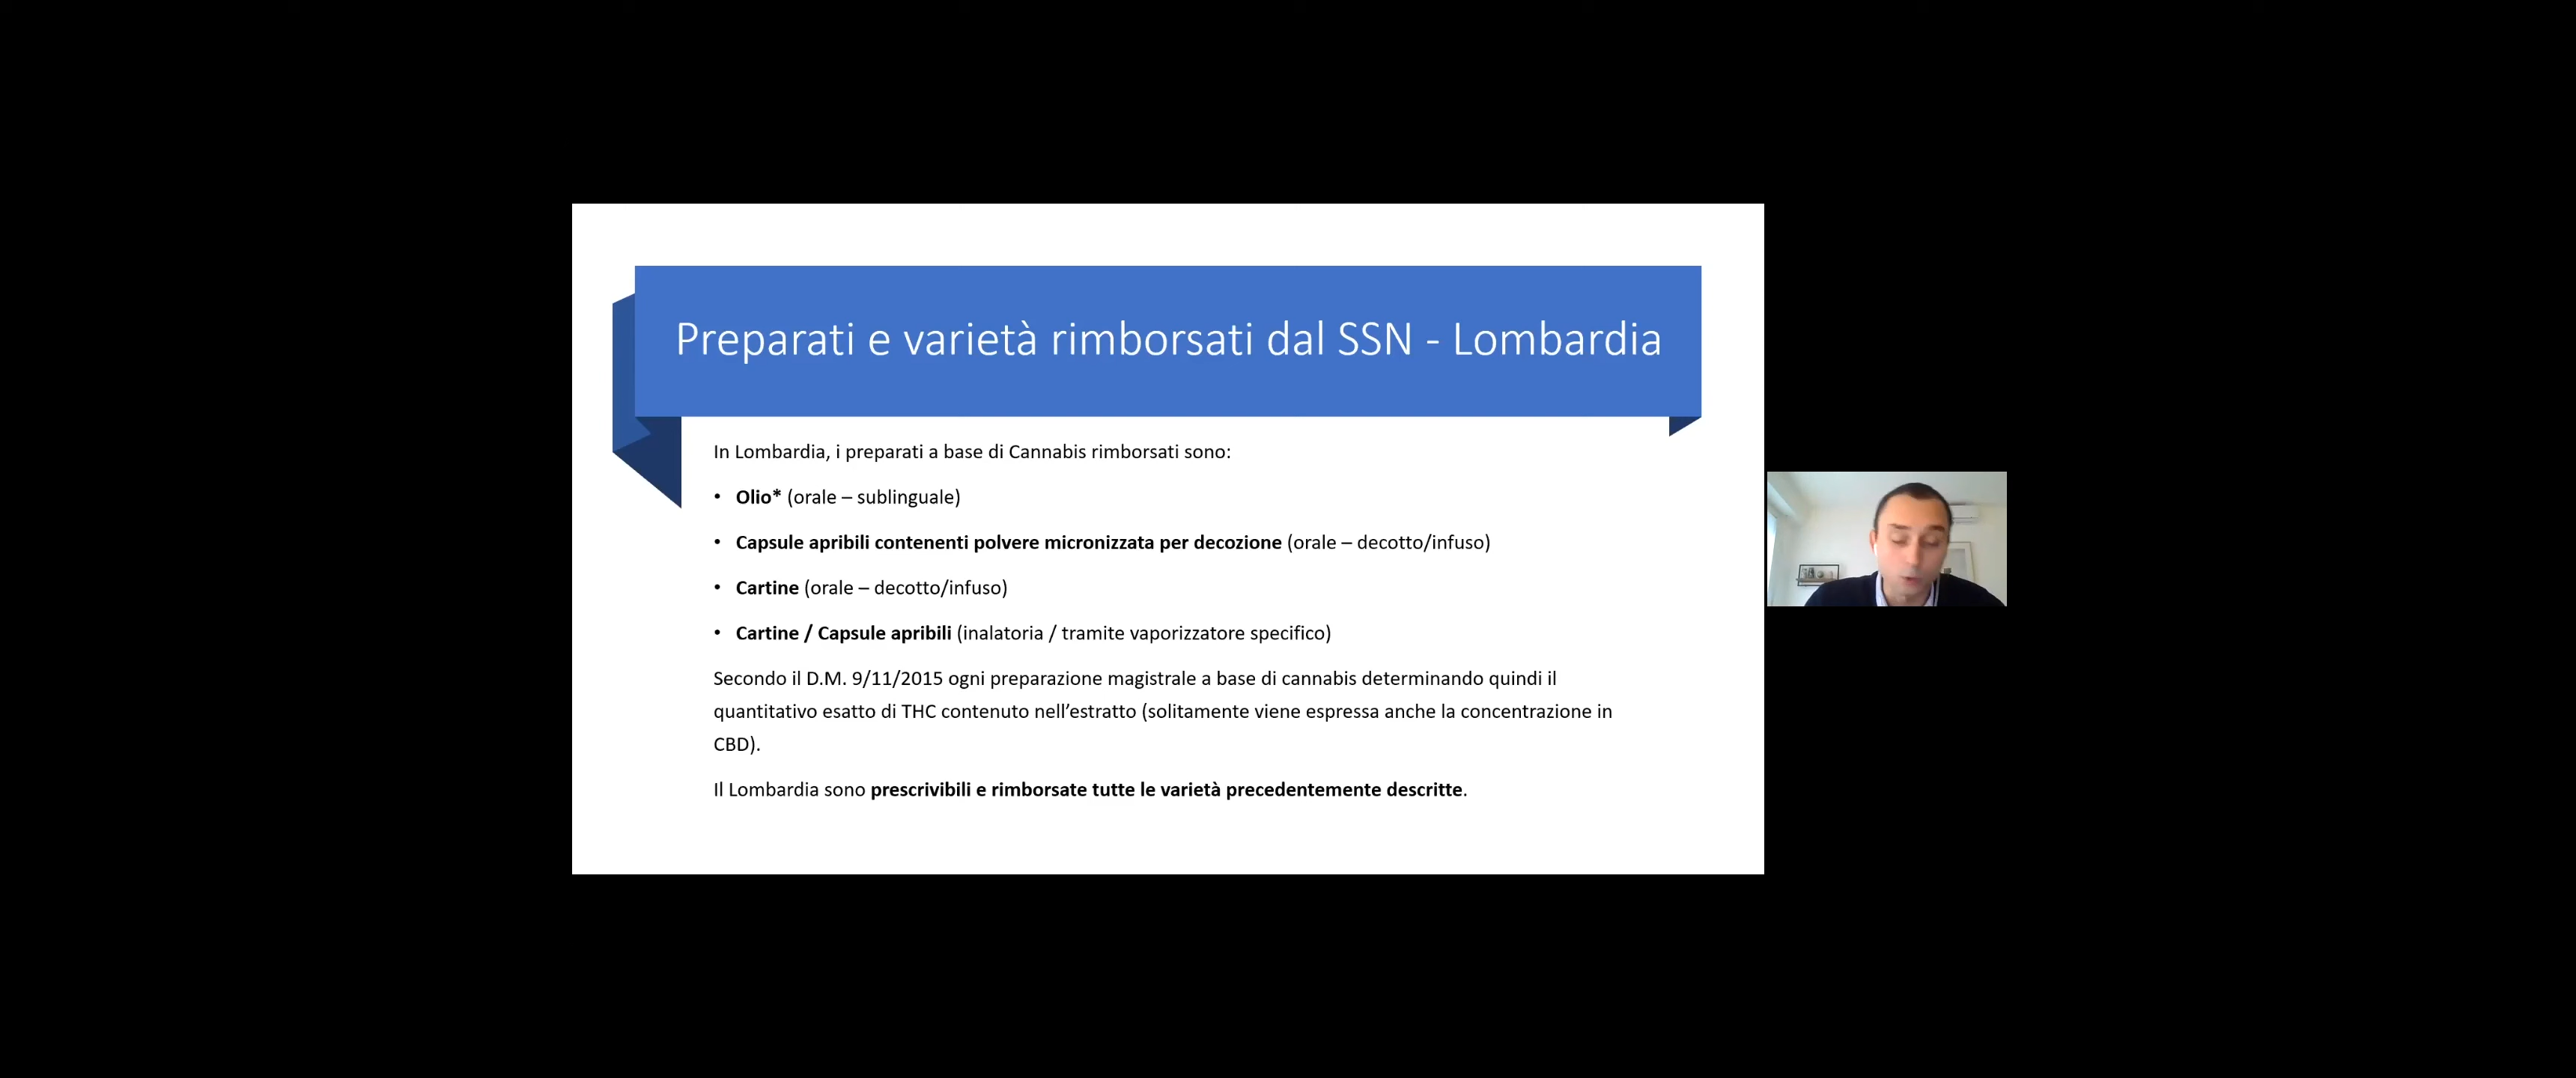 Preparati e varietà rimborsati dal SSN - Lombardia
In Lombardia, i preparati a base di Cannabis rimborsati sono:
• Olio* (orale – sublinguale)
• Capsule apribili contenenti polvere micronizzata per decozione (orale – decotto/infuso)
• Cartine (orale – decotto/infuso)
• Cartine / Capsule apribili (inalatoria / tramite vaporizzatore specifico)
Secondo il D.M. 9/11/2015 ogni preparazione magistrale a base di cannabis determinando quindi il
quantitativo esatto di THC contenuto nell’estratto (solitamente viene espressa anche la concentrazione in
CBD).
Il Lombardia sono prescrivibili e rimborsate tutte le varietà precedentemente descritte.